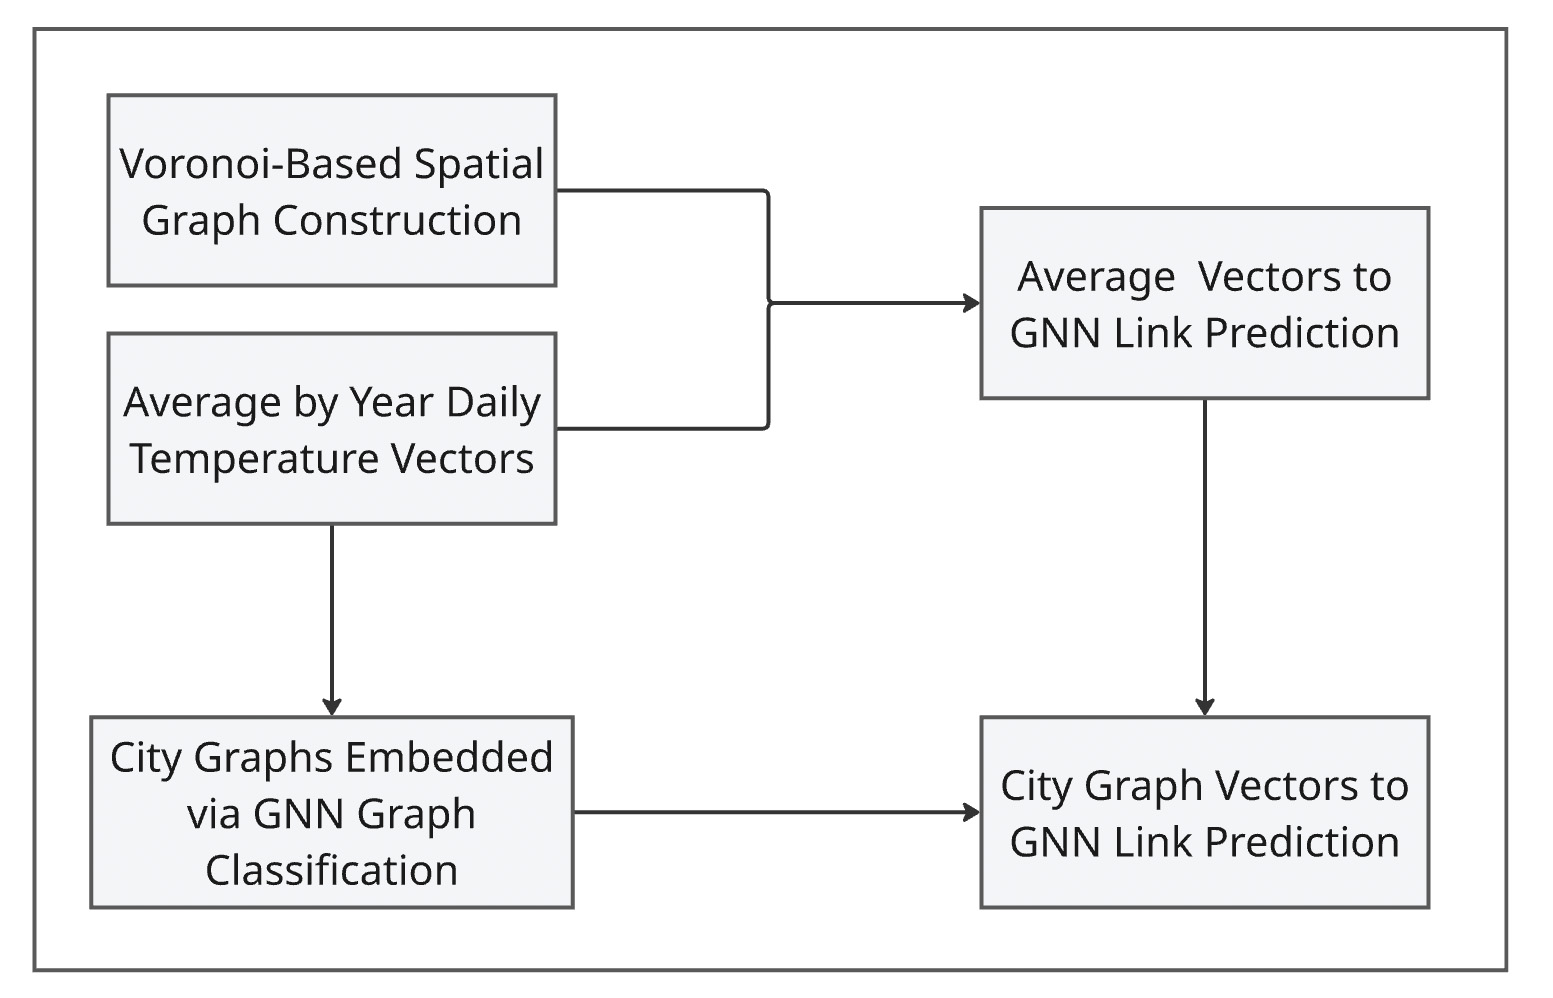 Voronoi-Based Spatial
Graph Construction
Average by Year Daily
Temperature Vectors
Average  Vectors to
GNN Link Prediction
City Graphs Embedded
via GNN Graph
Classification
City Graph Vectors to
GNN Link Prediction